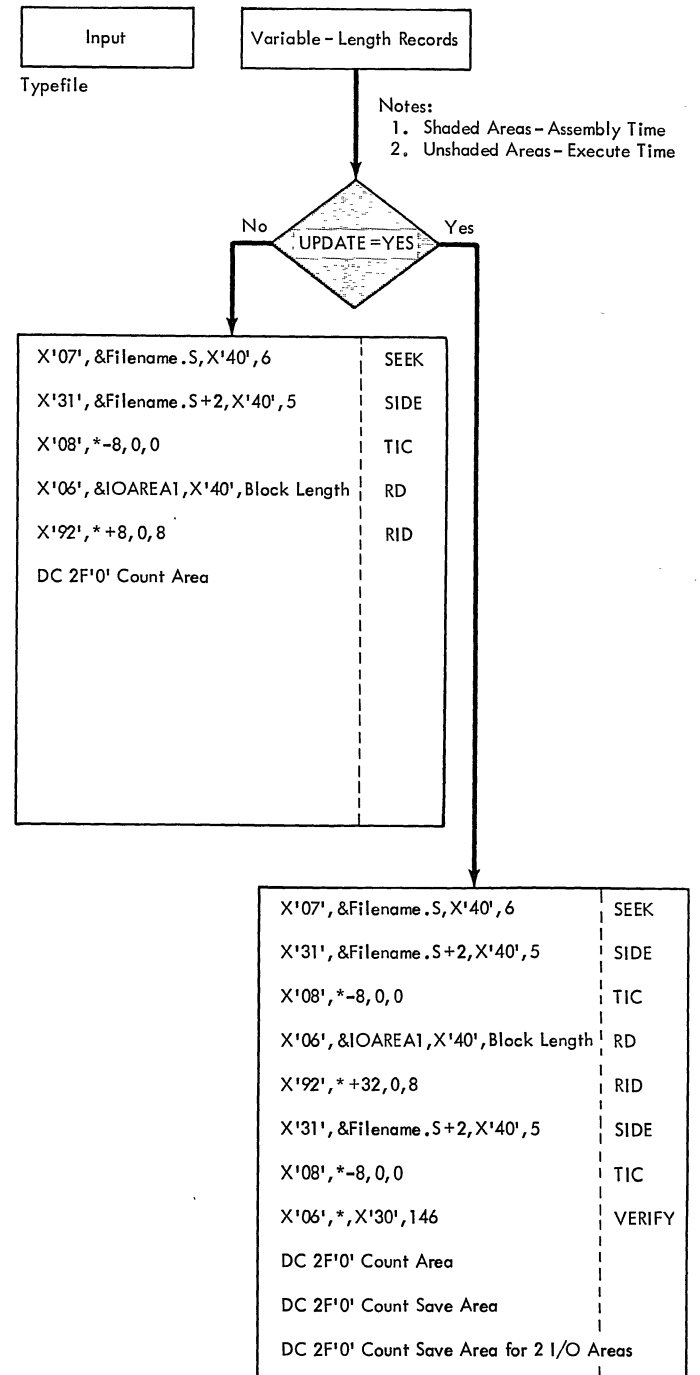 Input
Variable-Length Records
Typefile
Notes:
1. Shaded Areas-Assembly Time
2. Unshaded Areas-Execute Time
No
UPDATE=YES
Yes
X'07', &Filename.S, X'40', 6 SEEK
X'31', &Filename.S+2, X'40', 5 SIDE
X'08', *-8, 0, 0 TIC
X'06', &IOAREA1, X'40', Block Length RD
X'92', *+8, 0, 8 RID
DC 2F'0' Count Area
X'07', &Filename.S, X'40', 6 SEEK
X'31', &Filename.S+2, X'40', 5 SIDE
X'08', *-8, 0, 0 TIC
X'06', &IOAREA1, X'40', Block Length RD
X'92', *+32, 0, 8 RID
X'31', &Filename.S+2, X'40', 5 SIDE
X'08', *-8, 0, 0 TIC
X'06', *, X'30', 146 VERIFY
DC 2F'0' Count Area
DC 2F'0' Count Save Area
DC 2F'0' Count Save Area for 2 I/O Areas